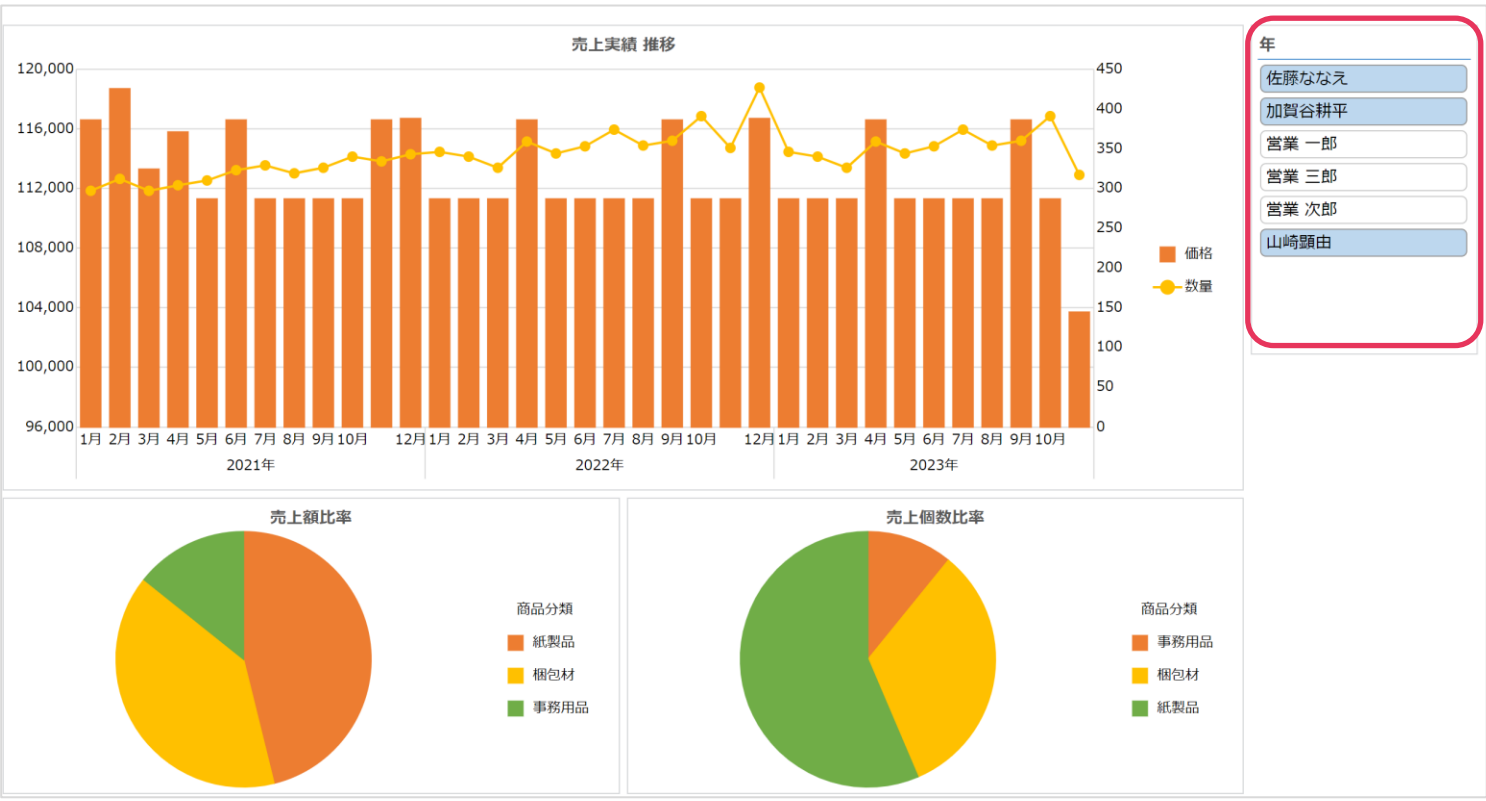 売上実績 推移
120,000
116,000
112,000
108,000
104,000
100,000
96,000
450
400
350
300
250
200
150
100
50
0
1月 2月 3月 4月 5月 6月 7月 8月 9月 10月 12月 1月 2月 3月 4月 5月 6月 7月 8月 9月 10月 12月 1月 2月 3月 4月 5月 6月 7月 8月 9月 10月
2021年 2022年 2023年
価格
数量
年
佐藤ななえ
加賀谷耕平
営業 一郎
営業 三郎
営業 次郎
山崎顕由
売上額比率
商品分類
紙製品
梱包材
事務用品
売上個数比率
商品分類
事務用品
梱包材
紙製品